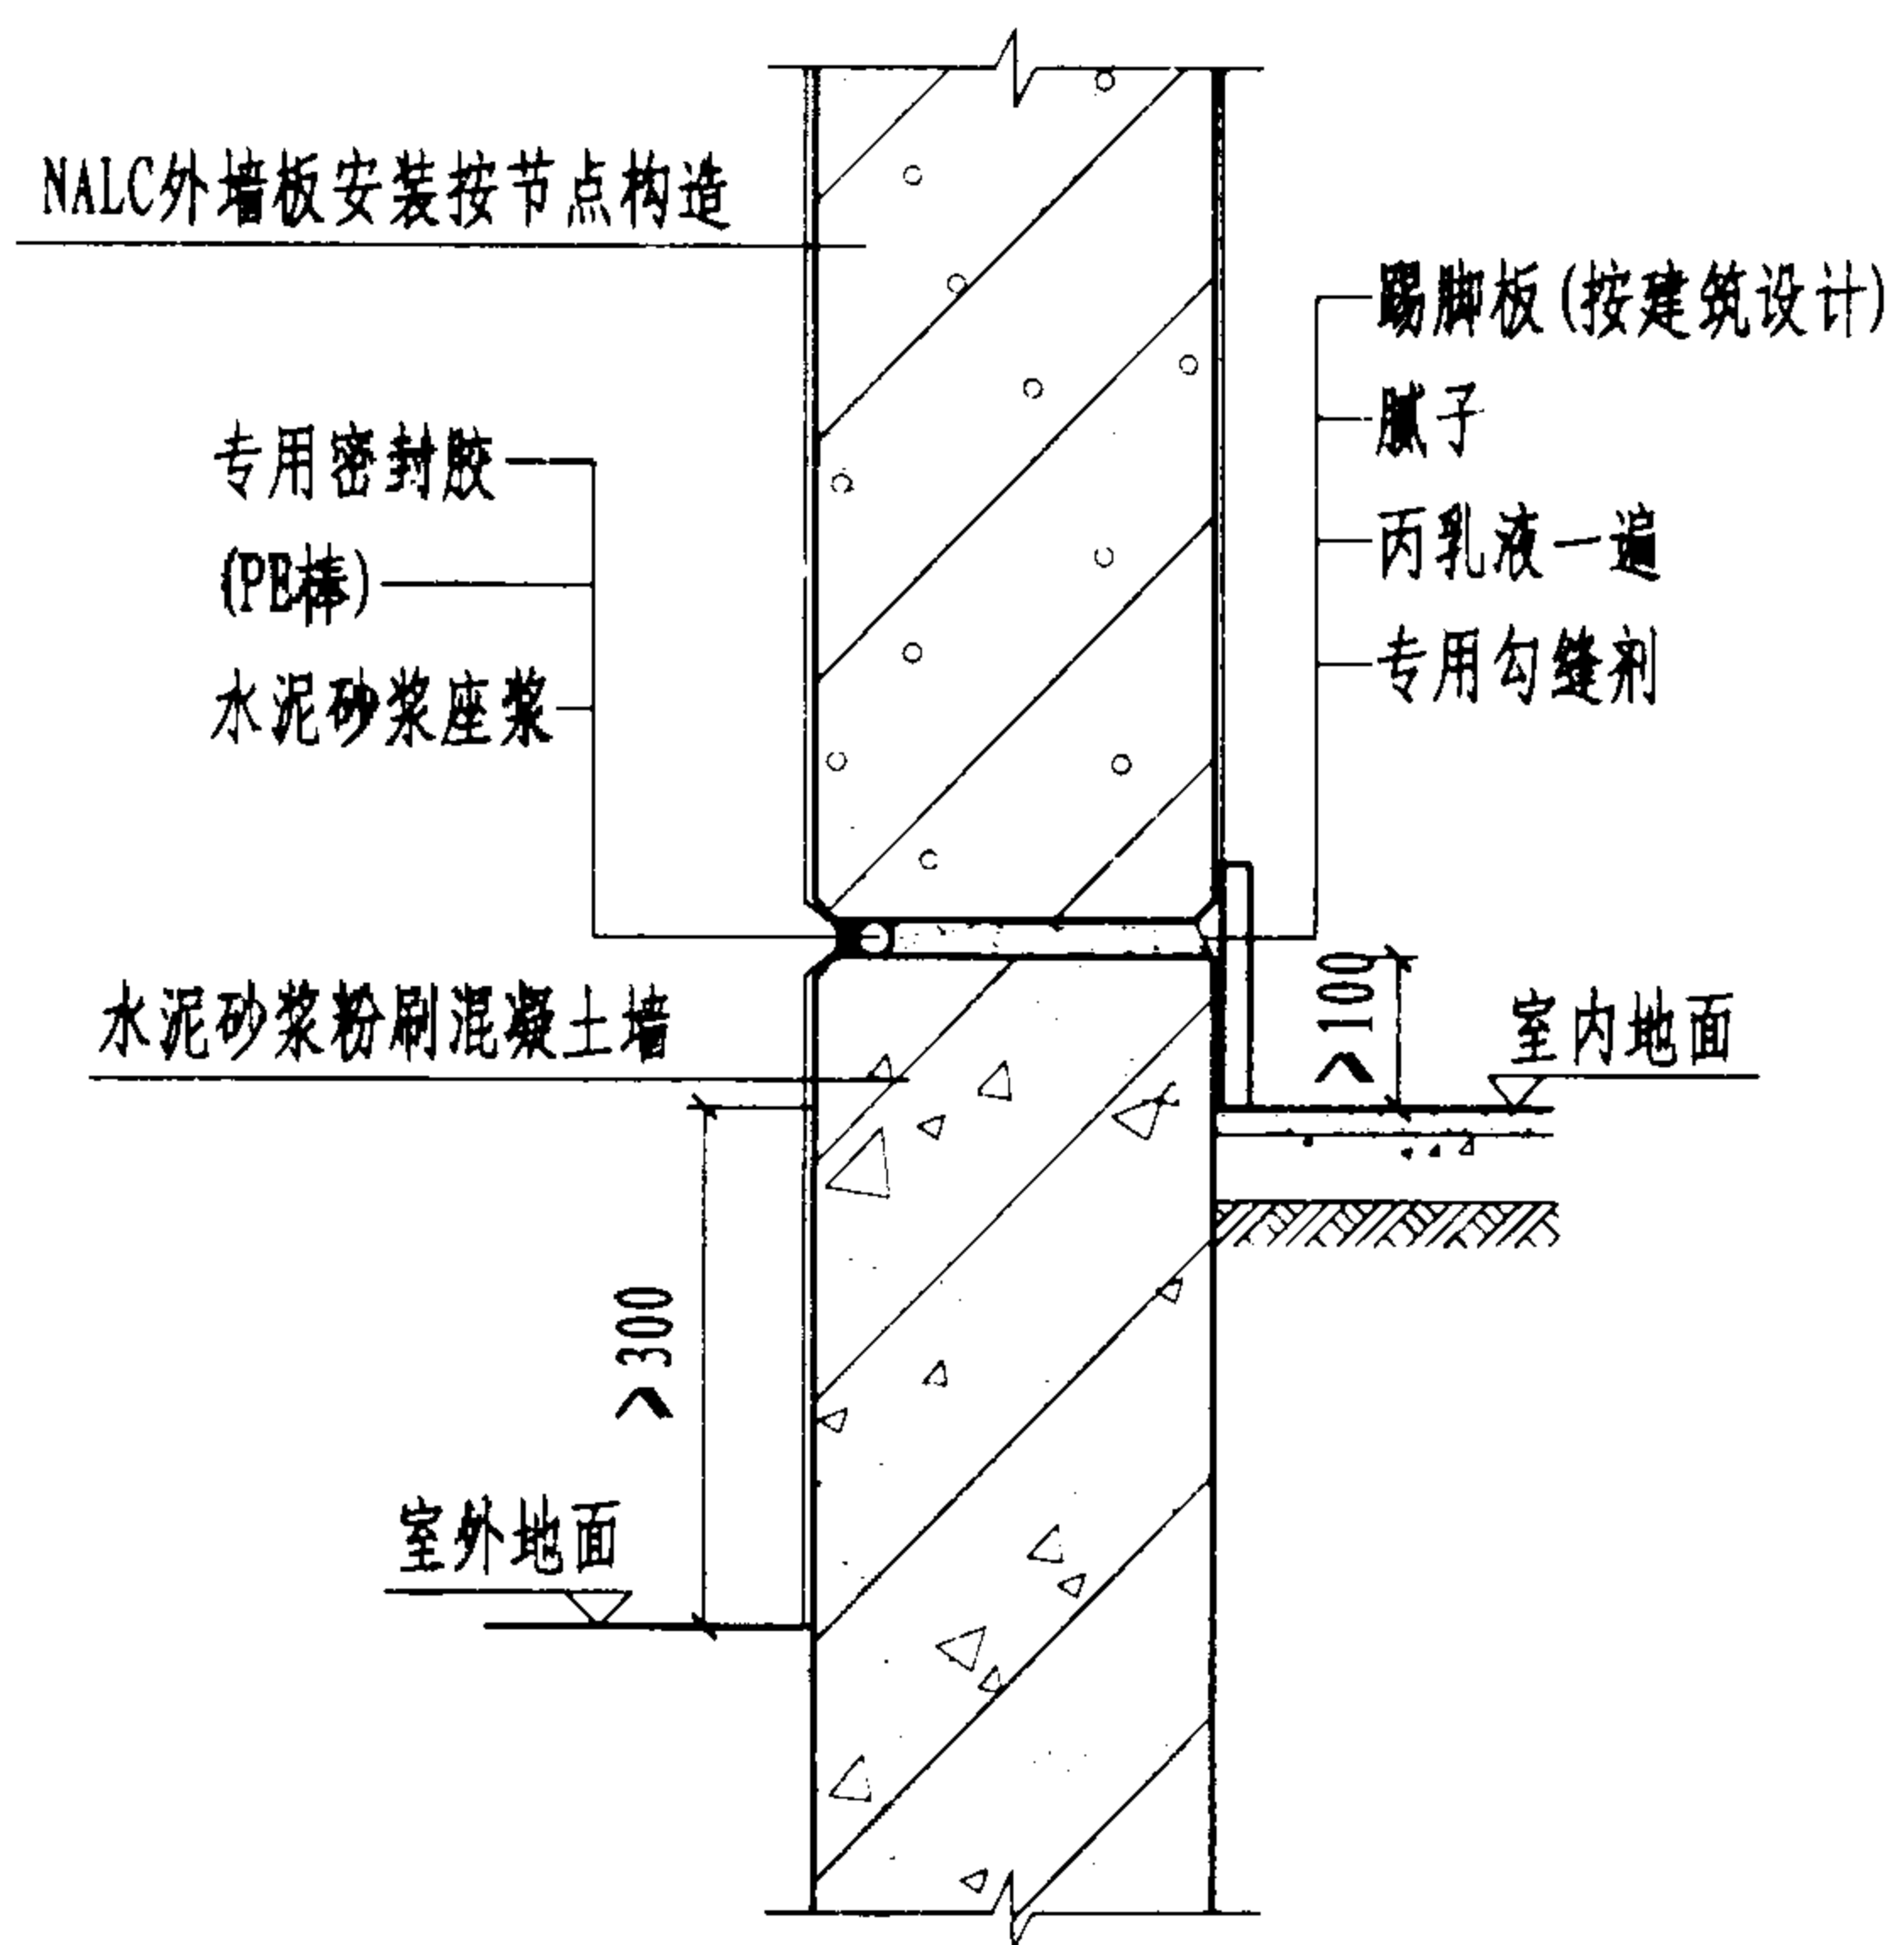 NALC外墙板安装按节点构造
踢脚板(按建筑设计)
腻子
丙乳液一遍
专用勾缝剂
专用密封胶
(PE棒)
水泥砂浆座浆
水泥砂浆粉刷混凝土墙
>100
室内地面
>300
室外地面